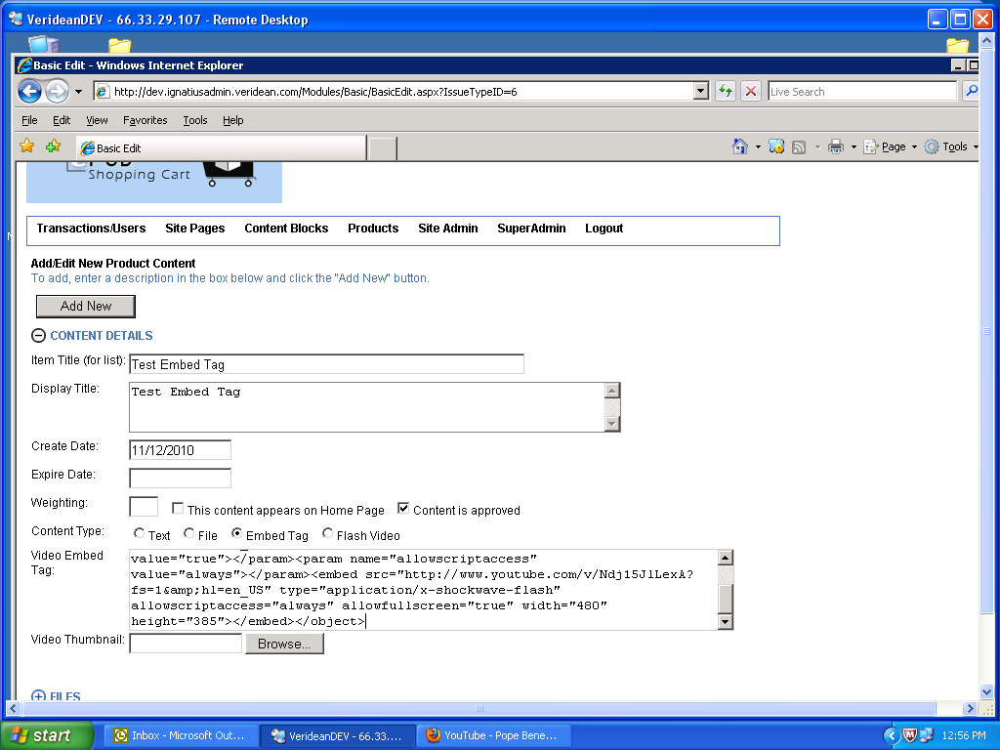 VerideanDEV - 66.33.29.107 - Remote Desktop
Basic Edit - Windows Internet Explorer
http://dev.ignatiusadmin.veridean.com/Modules/Basic/BasicEdit.aspx?IssueTypeID=6
Live Search
File Edit View Favorites Tools Help
Basic Edit
Page Tools
Shopping Cart
Transactions/Users Site Pages Content Blocks Products Site Admin SuperAdmin Logout
Add/Edit New Product Content
To add, enter a description in the box below and click the "Add New" button.
Add New
CONTENT DETAILS
Item Title (for list): Test Embed Tag
Display Title: Test Embed Tag
Create Date: 11/12/2010
Expire Date:
Weighting: This content appears on Home Page Content is approved
Content Type: Text File Embed Tag Flash Video
Video Embed Tag:
value="true"></param><param name="allowscriptaccess"
value="always"></param><embed src="http://www.youtube.com/v/Ndj15JlLexA?
fs=1&amp;hl=en_US" type="application/x-shockwave-flash"
allowscriptaccess="always" allowfullscreen="true" width="480"
height="385"></embed></object>
Video Thumbnail: Browse...
FILES
start Inbox - Microsoft Out... VerideanDEV - 66.33.... YouTube - Pope Bene... 12:56 PM